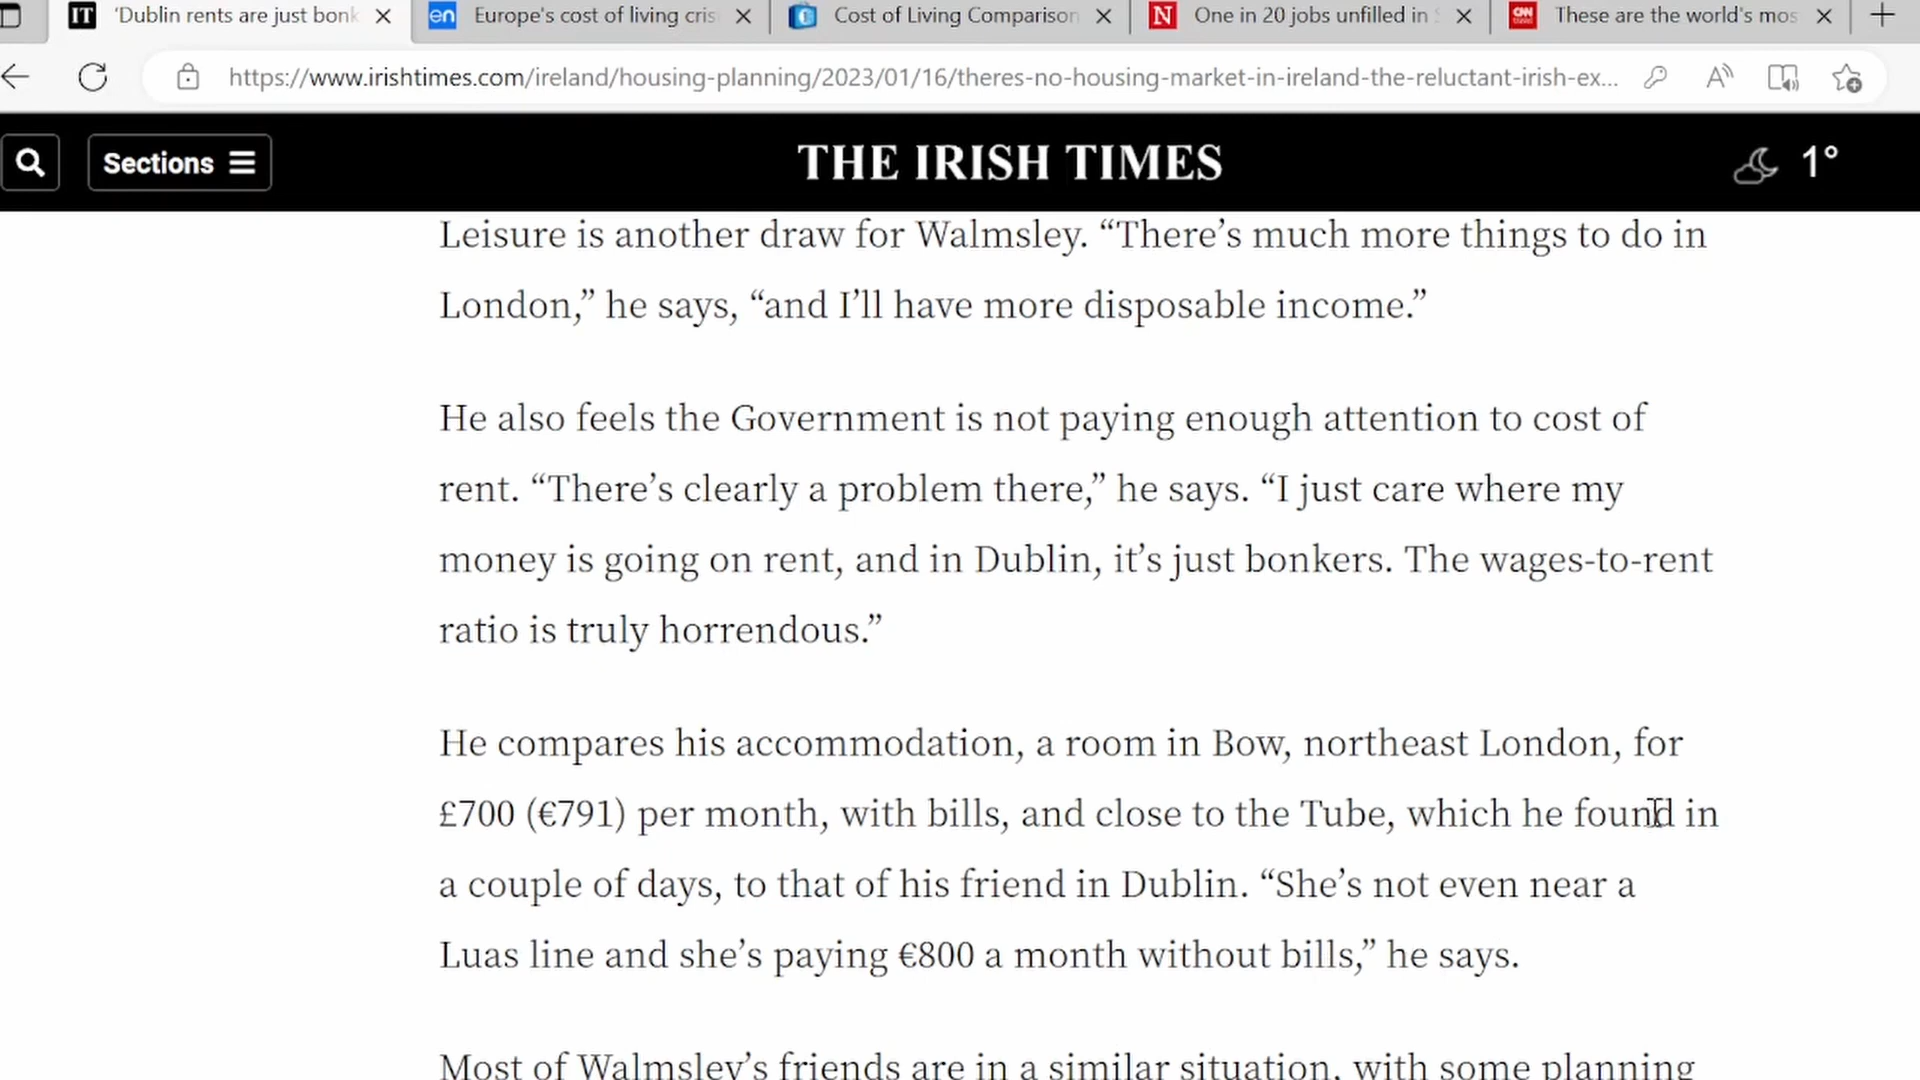 IT 'Dublin rents are just bonk
en Europe's cost of living cris
Cost of Living Comparison
N One in 20 jobs unfilled in
CNN These are the world's mos
https://www.irishtimes.com/ireland/housing-planning/2023/01/16/theres-no-housing-market-in-ireland-the-reluctant-irish-ex...
Sections
THE IRISH TIMES
1°
Leisure is another draw for Walmsley. “There’s much more things to do in
London,” he says, “and I’ll have more disposable income.”
He also feels the Government is not paying enough attention to cost of
rent. “There’s clearly a problem there,” he says. “I just care where my
money is going on rent, and in Dublin, it’s just bonkers. The wages-to-rent
ratio is truly horrendous.”
He compares his accommodation, a room in Bow, northeast London, for
£700 (€791) per month, with bills, and close to the Tube, which he found in
a couple of days, to that of his friend in Dublin. “She’s not even near a
Luas line and she’s paying €800 a month without bills,” he says.
Most of Walmsley’s friends are in a similar situation, with some planning